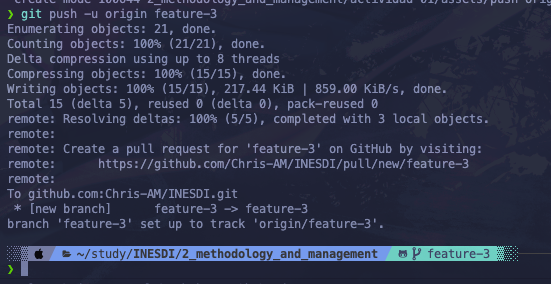 create mode 100644 2_methodology_and_management/actividad-01/assets/push-ori
❯ git push -u origin feature-3
Enumerating objects: 21, done.
Counting objects: 100% (21/21), done.
Delta compression using up to 8 threads
Compressing objects: 100% (15/15), done.
Writing objects: 100% (15/15), 217.44 KiB | 859.00 KiB/s, done.
Total 15 (delta 5), reused 0 (delta 0), pack-reused 0
remote: Resolving deltas: 100% (5/5), completed with 3 local objects.
remote:
remote: Create a pull request for 'feature-3' on GitHub by visiting:
remote:      https://github.com/Chris-AM/INESDI/pull/new/feature-3
remote:
To github.com:Chris-AM/INESDI.git
 * [new branch]      feature-3 -> feature-3
branch 'feature-3' set up to track 'origin/feature-3'.
~/study/INESDI/2_methodology_and_management feature-3
❯